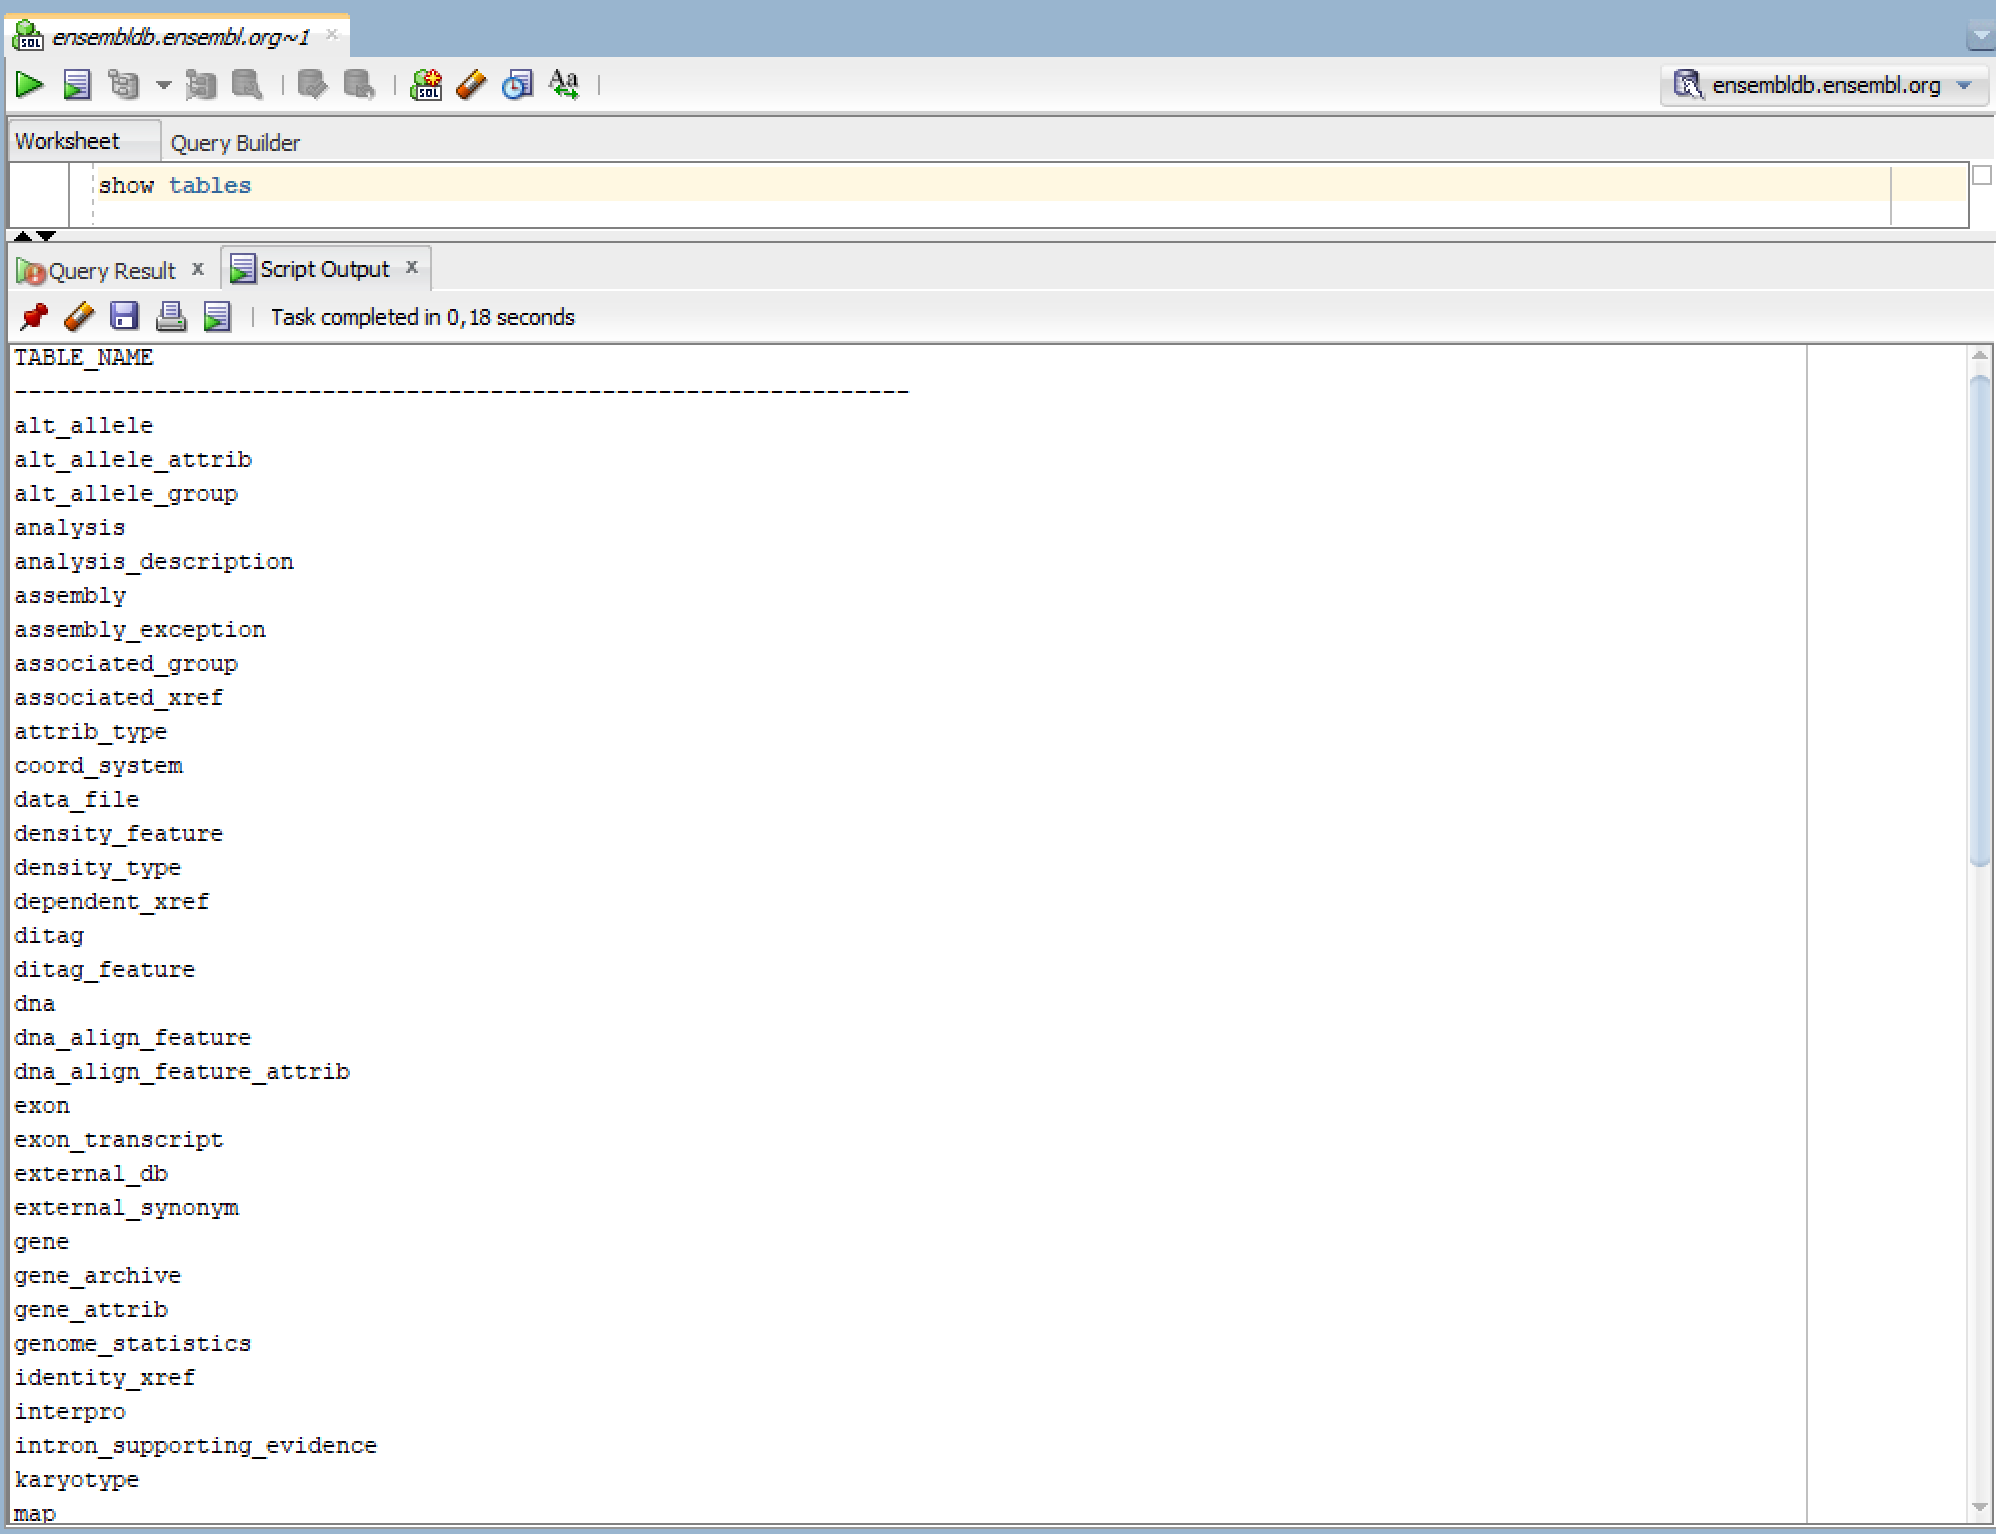 ensembldb.ensembl.org~1
SQL
ensembldb.ensembl.org
Worksheet
Query Builder
show tables
Query Result x
Script Output x
Task completed in 0,18 seconds
TABLE_NAME
----------------------------------------------------------------
alt_allele
alt_allele_attrib
alt_allele_group
analysis
analysis_description
assembly
assembly_exception
associated_group
associated_xref
attrib_type
coord_system
data_file
density_feature
density_type
dependent_xref
ditag
ditag_feature
dna
dna_align_feature
dna_align_feature_attrib
exon
exon_transcript
external_db
external_synonym
gene
gene_archive
gene_attrib
genome_statistics
identity_xref
interpro
intron_supporting_evidence
karyotype
map